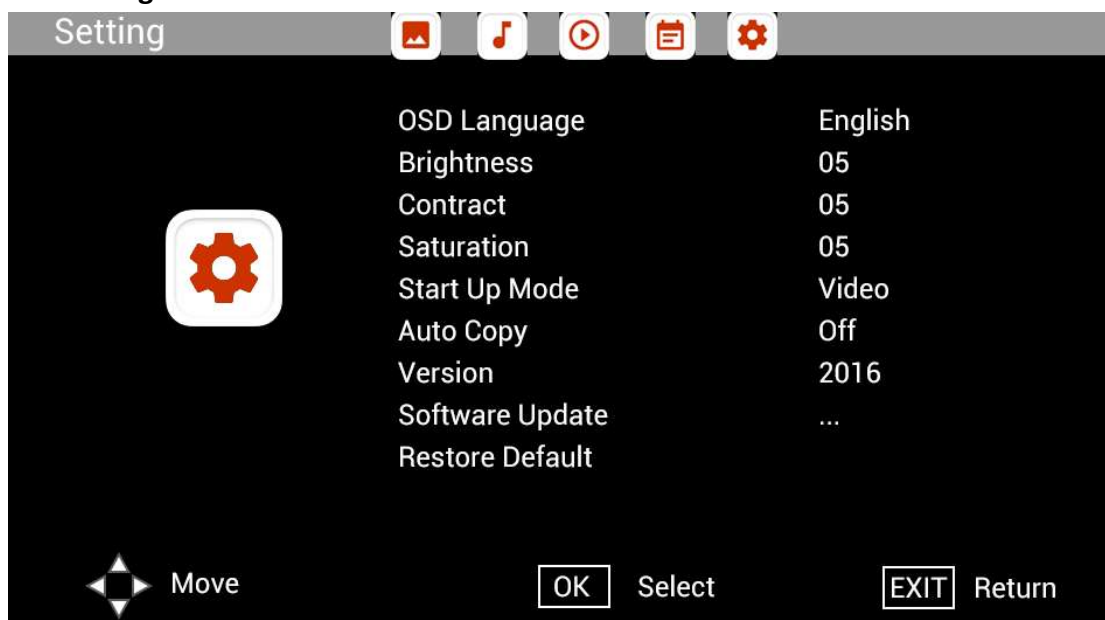 Setting
OSD Language English
Brightness 05
Contract 05
Saturation 05
Start Up Mode Video
Auto Copy Off
Version 2016
Software Update ...
Restore Default
Move OK Select EXIT Return